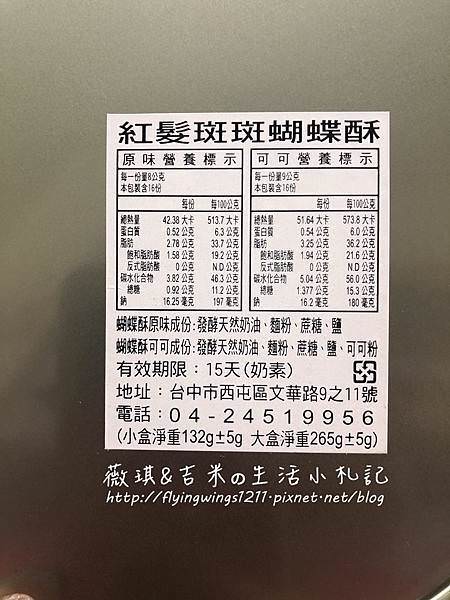 紅髮斑斑蝴蝶酥
原味營養標示
每一份量8公克
本包裝含16份
每份 每100公克
總熱量 42.38 大卡 513.7 大卡
蛋白質 0.52 公克 6.3 公克
脂肪 2.78 公克 33.7 公克
飽和脂肪酸 1.58 公克 19.2 公克
反式脂肪酸 0 公克 N.D 公克
碳水化合物 3.82 公克 46.3 公克
總糖 0.92 公克 11.2 公克
鈉 16.25 毫克 197 毫克
可可營養標示
每一份量9公克
本包裝含16份
每份 每100公克
總熱量 51.64 大卡 573.8 大卡
蛋白質 0.54 公克 6.0 公克
脂肪 3.25 公克 36.2 公克
飽和脂肪酸 1.94 公克 21.6 公克
反式脂肪酸 0 公克 N.D 公克
碳水化合物 5.04 公克 56.0 公克
總糖 1.377 公克 15.3 公克
鈉 16.2 毫克 180 毫克
蝴蝶酥原味成份:發酵天然奶油、麵粉、蔗糖、鹽
蝴蝶酥可可成份:發酵天然奶油、麵粉、蔗糖、鹽、可可粉
有效期限:15天(奶素)
地址:台中市西屯區文華路9之11號
電話:04-24519956
(小盒淨重132g±5g 大盒淨重265g±5g)
薇琪&吉米の生活小札記
http://flyingwings1211.pixnet.net/blog